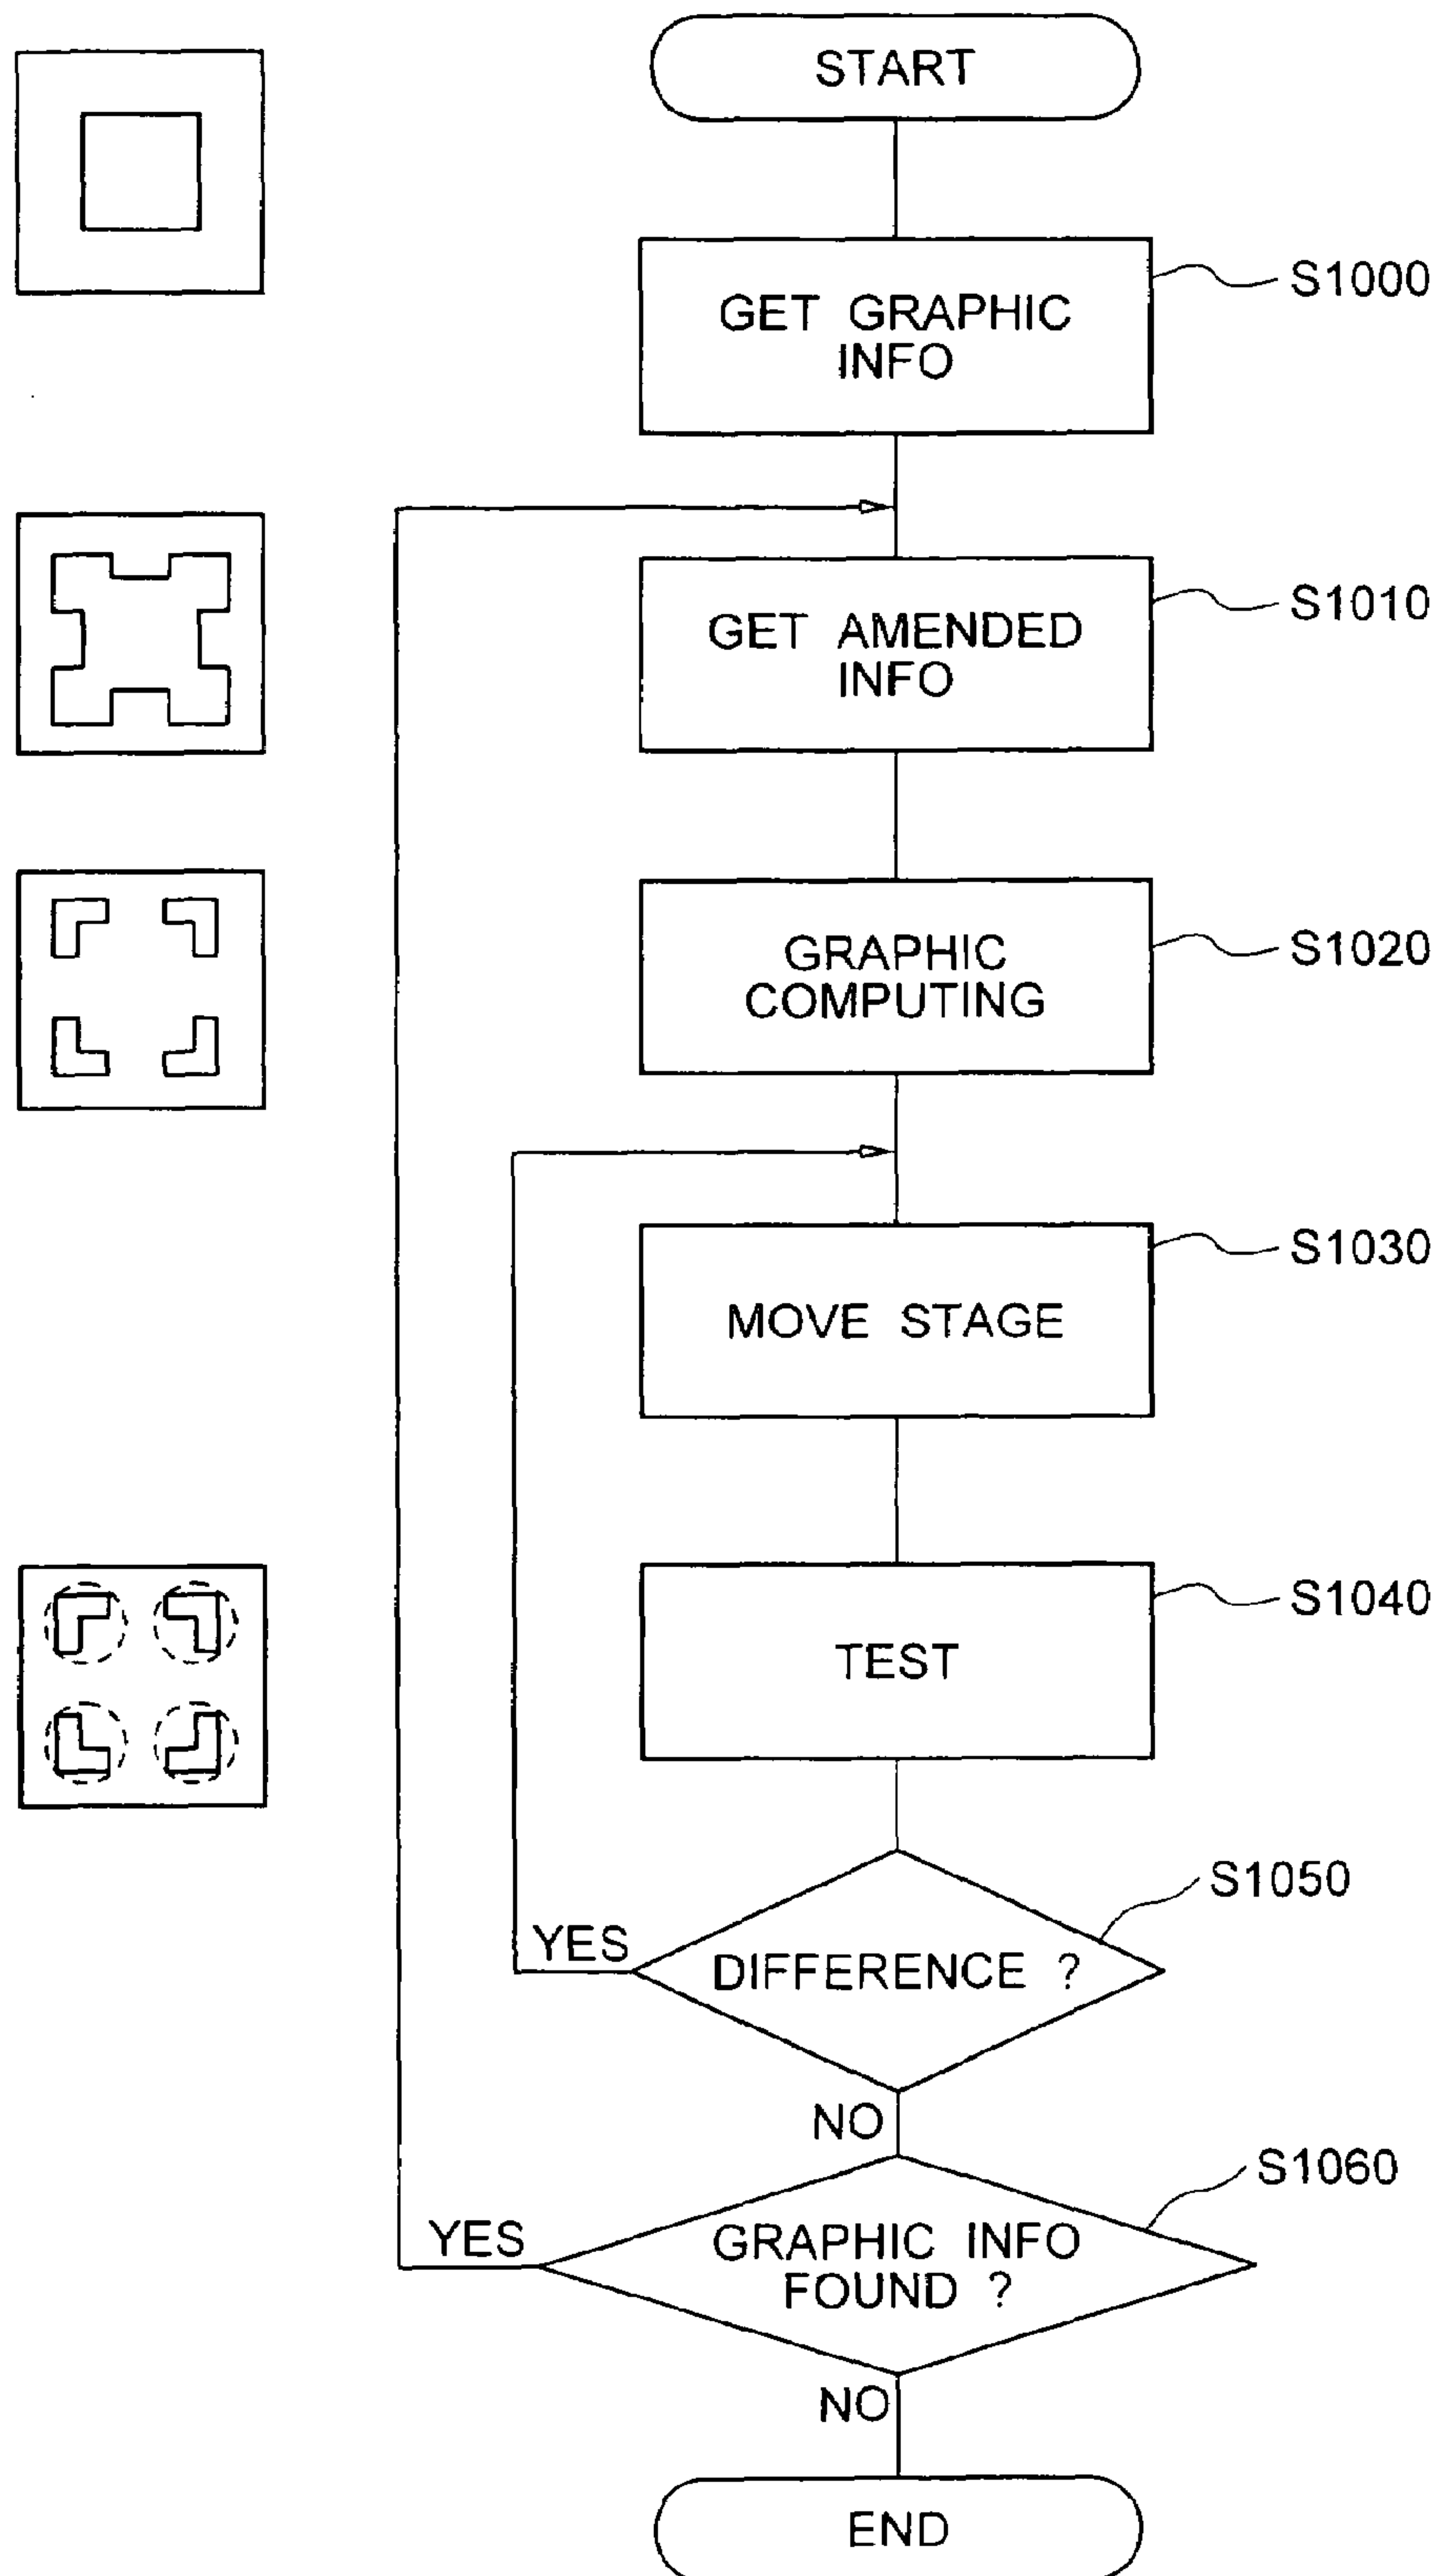 START
S1000
GET GRAPHIC
INFO
S1010
GET AMENDED
INFO
S1020
GRAPHIC
COMPUTING
S1030
MOVE STAGE
S1040
TEST
S1050
YES
DIFFERENCE ?
NO
S1060
YES
GRAPHIC INFO
FOUND ?
NO
END